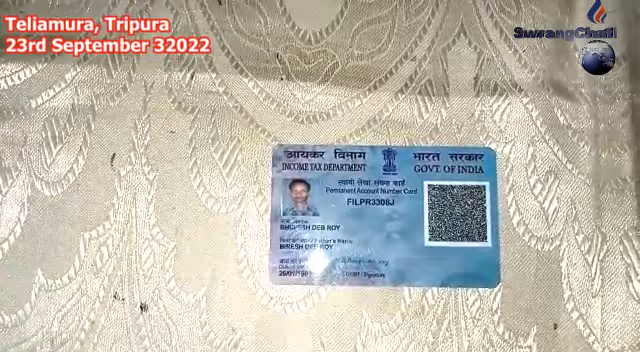 Teliamura, Tripura
23rd September 32022
SwrangChati
आयकर विभाग
INCOME TAX DEPARTMENT
भारत सरकार
GOVT. OF INDIA
स्थायी लेखा संख्या कार्ड
Permanent Account Number Card
FILPR3308J
BHUPESH DEB ROY
Father's Name
BIRESH DEB ROY
Signature